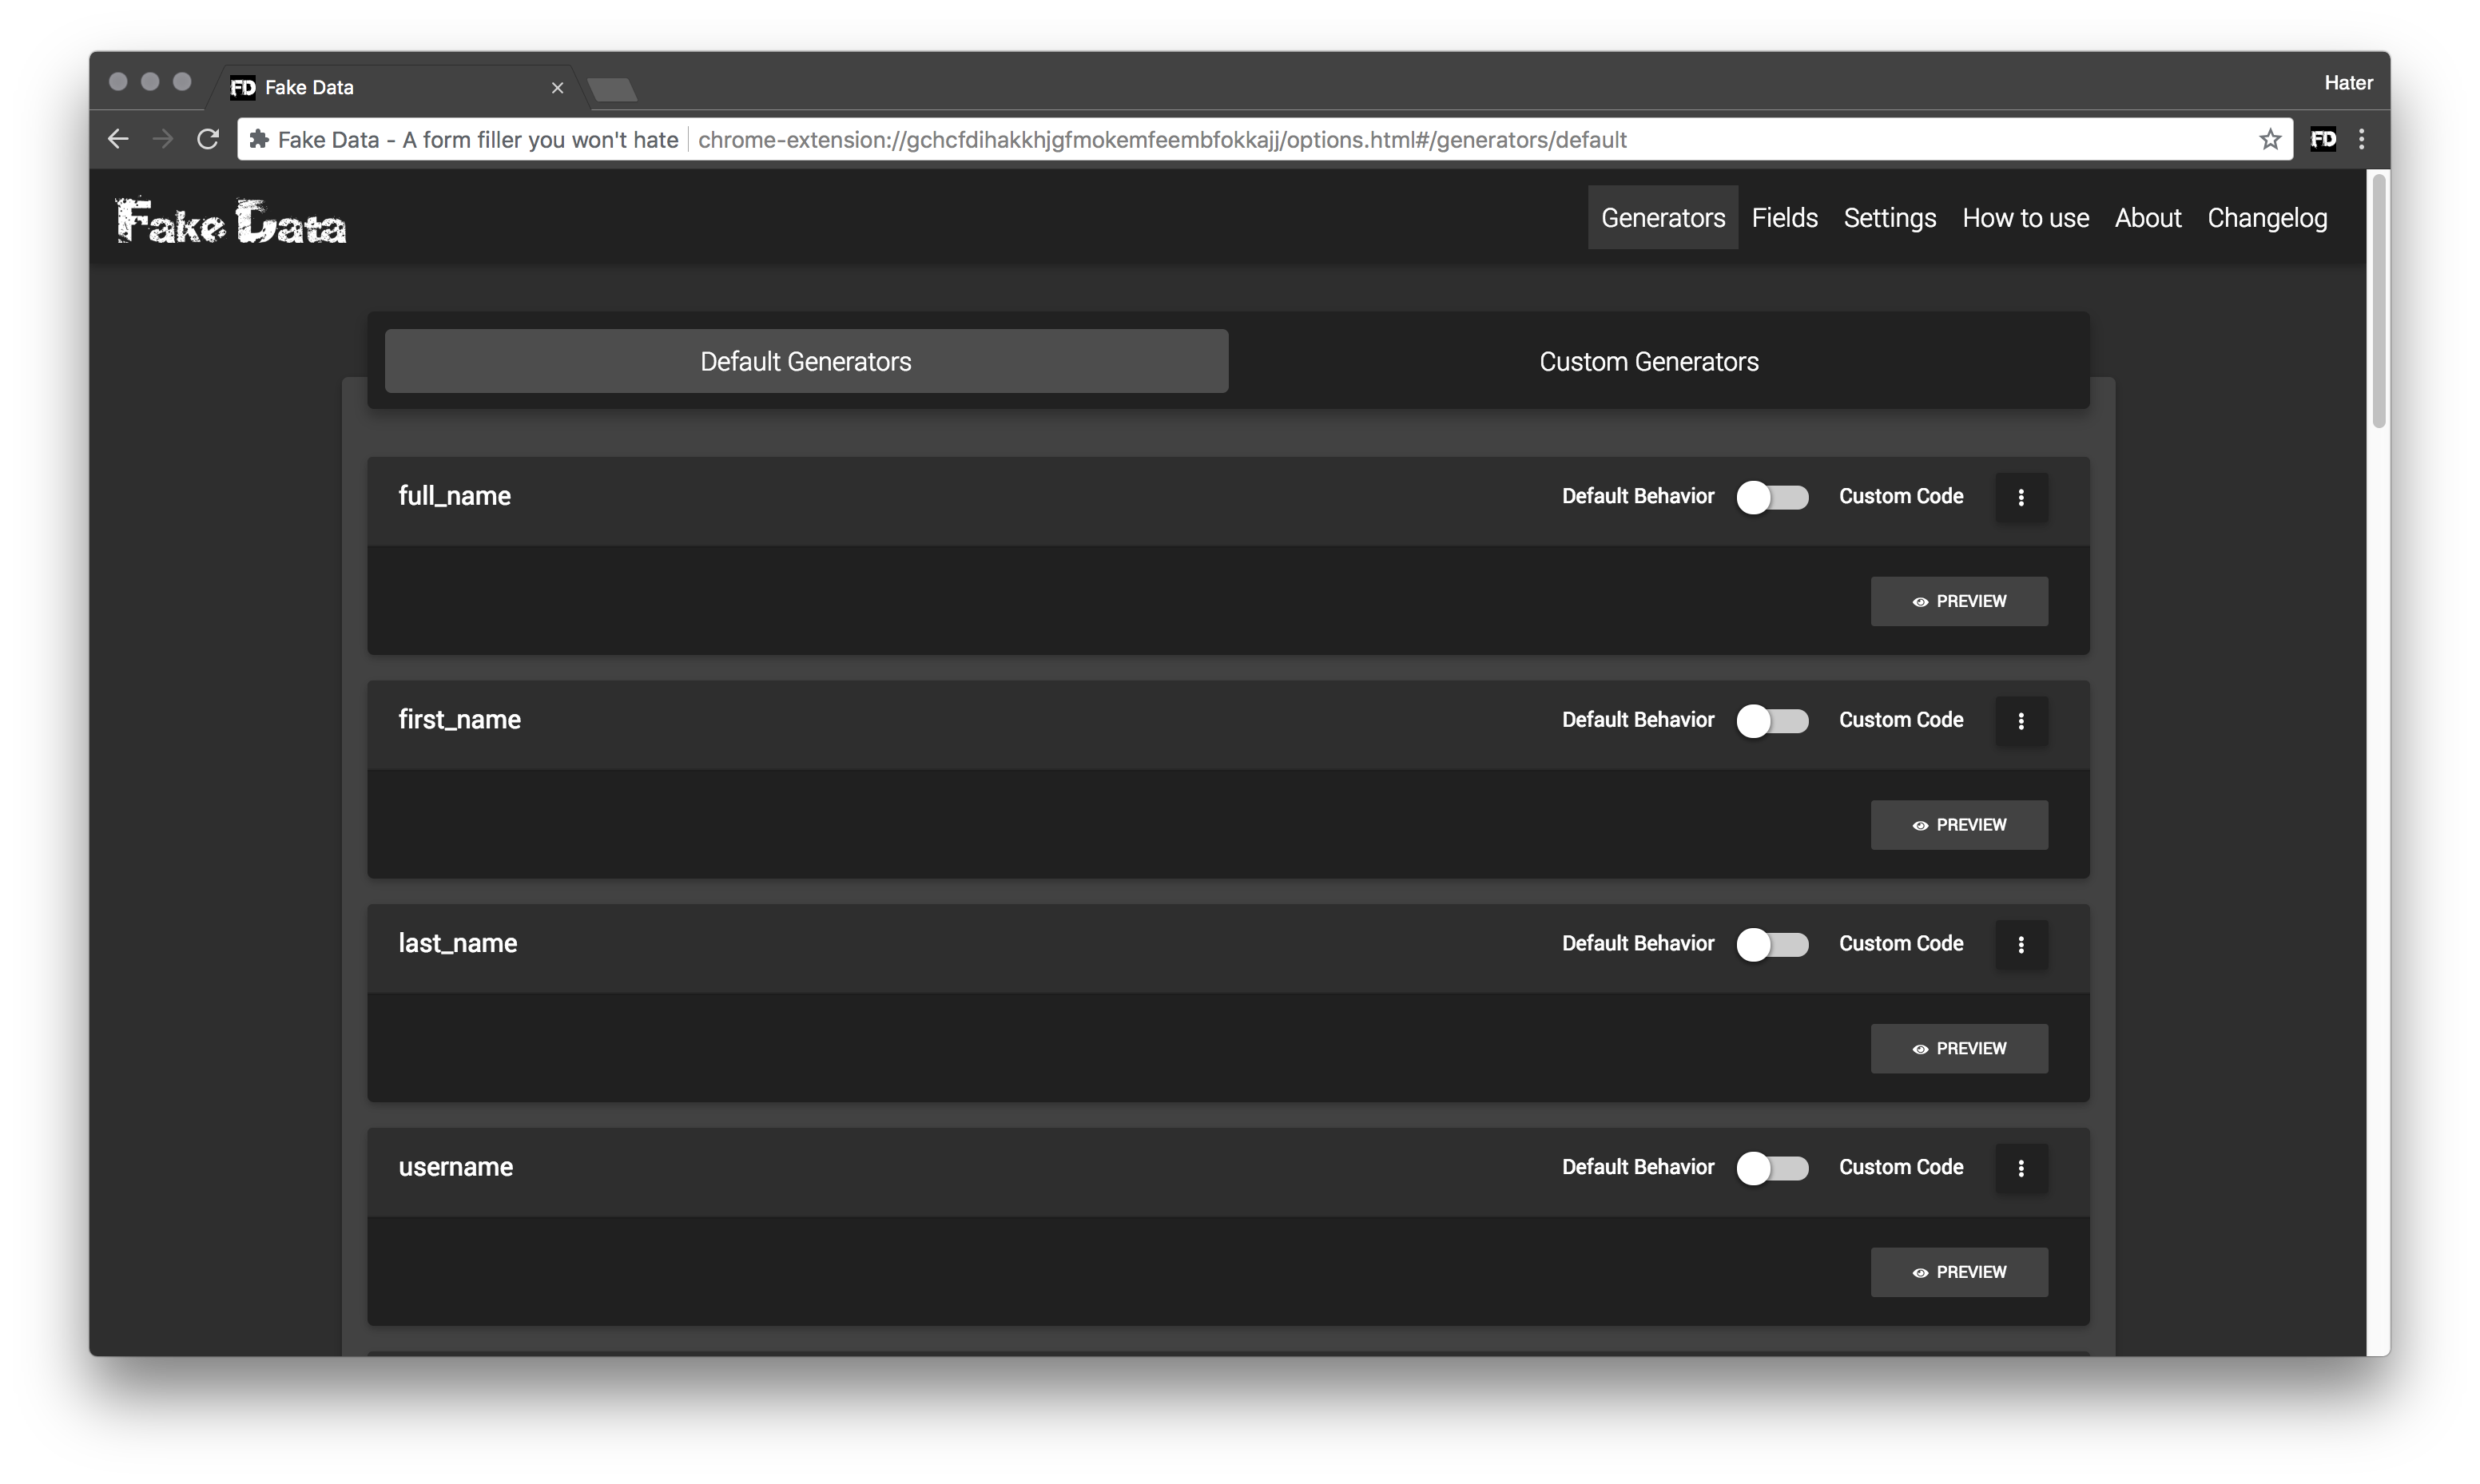 FD Fake Data
Hater
Fake Data - A form filler you won't hate chrome-extension://gchcfdihakkhjgfmokemfeembfokkajj/options.html#/generators/default FD
Fake Data Generators Fields Settings How to use About Changelog
Default Generators Custom Generators
full_name Default Behavior Custom Code
PREVIEW
first_name Default Behavior Custom Code
PREVIEW
last_name Default Behavior Custom Code
PREVIEW
username Default Behavior Custom Code
PREVIEW